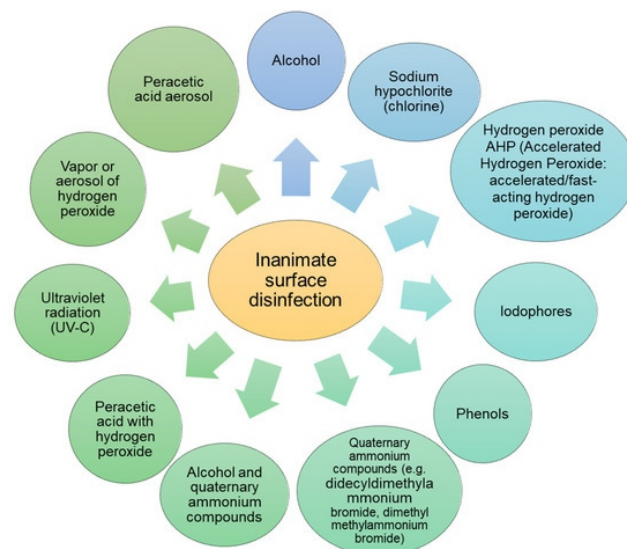 Alcohol
Sodium
hypochlorite
(chlorine)
Hydrogen peroxide
AHP (Accelerated
Hydrogen Peroxide:
accelerated/fast-
acting hydrogen
peroxide)
Iodophores
Phenols
Quaternary
ammonium
compounds (e.g.
didecyldimethyla
mmonium
bromide, dimethyl
methylammonium
bromide)
Alcohol and
quaternary
ammonium
compounds
Peracetic
acid with
hydrogen
peroxide
Ultraviolet
radiation
(UV-C)
Vapor or
aerosol of
hydrogen
peroxide
Peracetic
acid aerosol
Inanimate
surface
disinfection